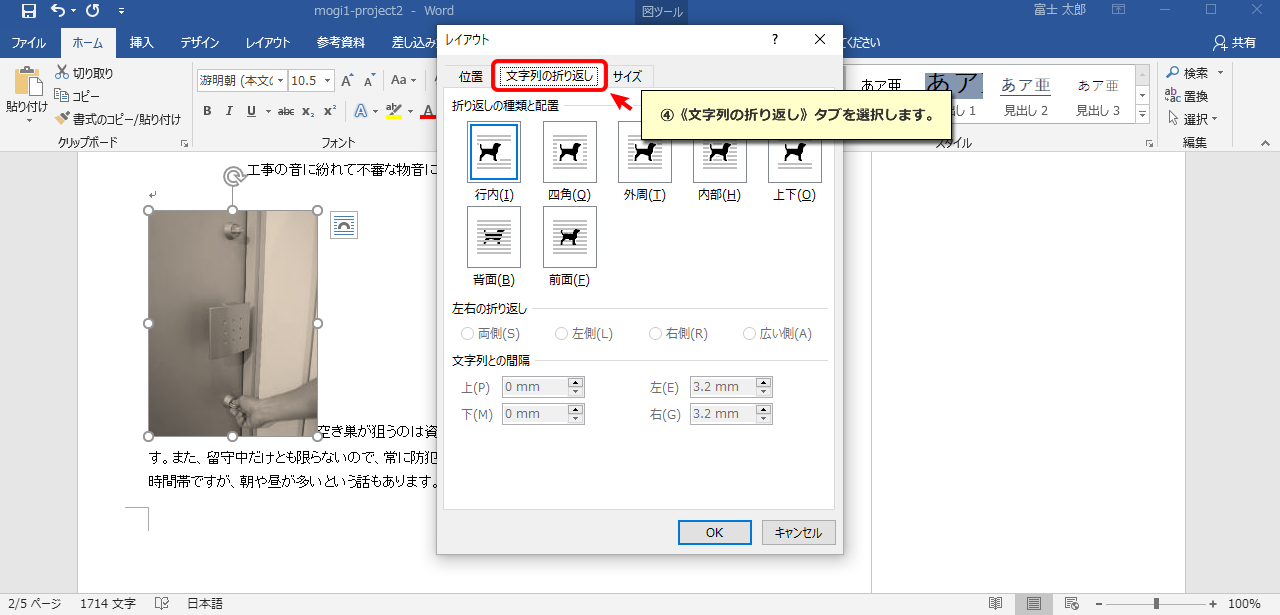 mogi1-project2 - Word
図ツール
富士 太郎
ファイル ホーム 挿入 デザイン レイアウト 参考資料 差し込み
ください
共有
貼り付け
切り取り
コピー
書式のコピー/貼り付け
クリップボード
游明朝 (本文の
10.5
A A Aa
B I U abc x₂ x² A ab A
フォント
あア亜 あア あア亜 あア亜
し 1 見出し 2 見出し 3
スタイル
検索
置換
選択
編集
レイアウト ?
位置 文字列の折り返し サイズ
④《文字列の折り返し》タブを選択します。
折り返しの種類と配置
行内(I) 四角(Q) 外周(T) 内部(H) 上下(O)
背面(B) 前面(F)
左右の折り返し
両側(S) 左側(L) 右側(R) 広い側(A)
文字列との間隔
上(P) 0 mm 左(E) 3.2 mm
下(M) 0 mm 右(G) 3.2 mm
OK キャンセル
工事の音に紛れて不審な物音に
空き巣が狙うのは資
す。また、留守中だけとも限らないので、常に防犯
時間帯ですが、朝や昼が多いという話もあります。
2/5 ページ 1714 文字 日本語
100%